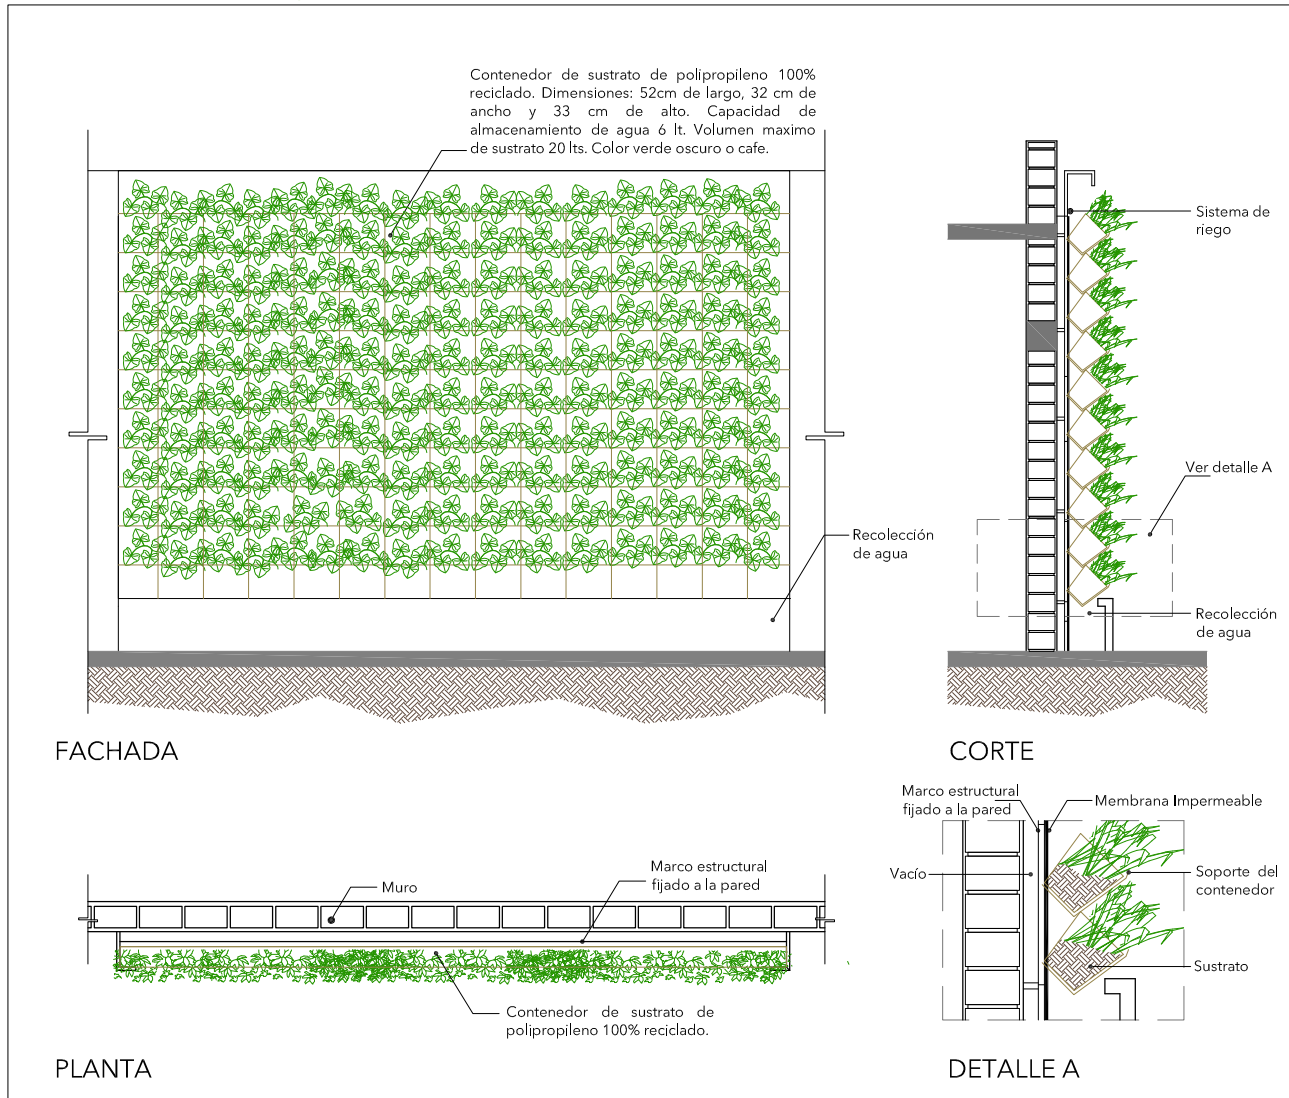 Contenedor de sustrato de polipropileno 100%
reciclado. Dimensiones: 52cm de largo, 32 cm de
ancho y 33 cm de alto. Capacidad de
almacenamiento de agua 6 lt. Volumen maximo
de sustrato 20 lts. Color verde oscuro o cafe.
Recolección
de agua
FACHADA
Sistema de
riego
Ver detalle A
Recolección
de agua
CORTE
Muro
Marco estructural
fijado a la pared
Contenedor de sustrato de
polipropileno 100% reciclado.
PLANTA
Marco estructural
fijado a la pared
Membrana Impermeable
Vacío
Soporte del
contenedor
Sustrato
DETALLE A